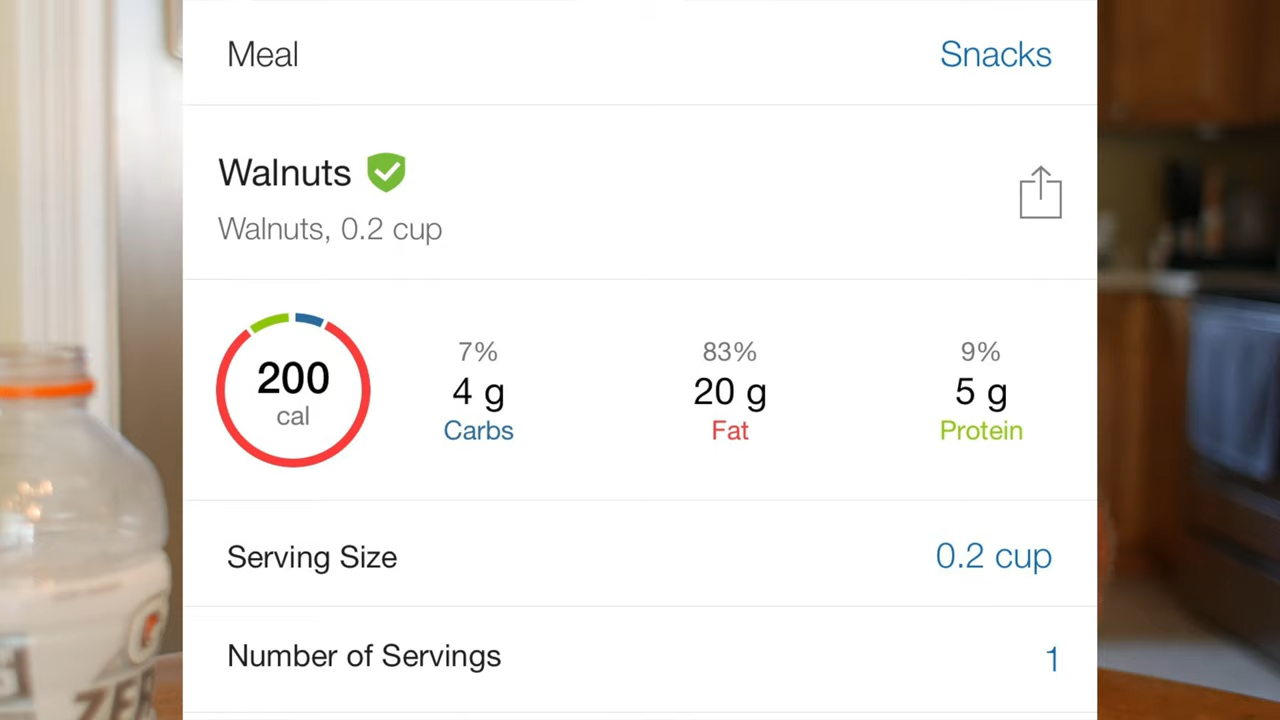 Meal
Snacks
Walnuts
Walnuts, 0.2 cup
200
cal
7%
4 g
Carbs
83%
20 g
Fat
9%
5 g
Protein
Serving Size
0.2 cup
Number of Servings
1